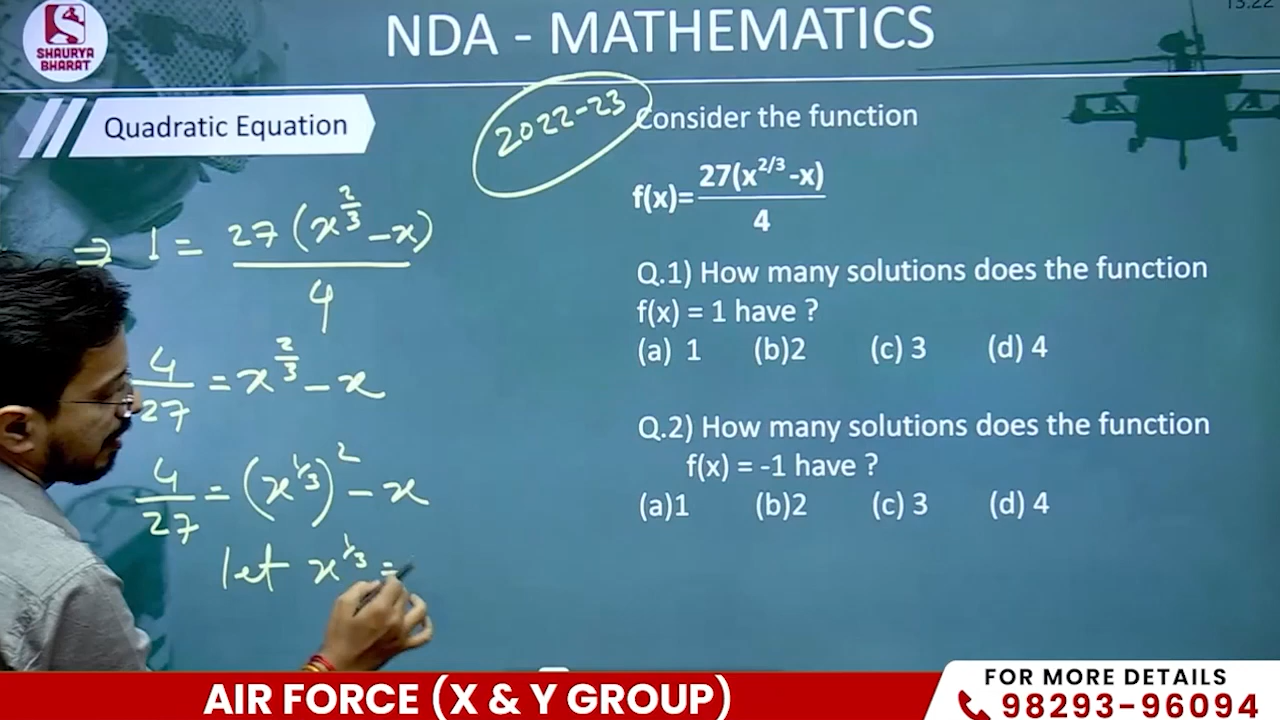 SHAURYA
BHARAT
NDA - MATHEMATICS
13:22
Quadratic Equation
2022-23
Consider the function
f(x)= 27(x^2/3 -x) / 4
Q.1) How many solutions does the function
f(x) = 1 have ?
(a) 1 (b)2 (c) 3 (d) 4
Q.2) How many solutions does the function
f(x) = -1 have ?
(a)1 (b)2 (c) 3 (d) 4
⇒ 1 = 27 (x^2/3 - x) / 4
4/27 = x^2/3 - x
4/27 = (x^1/3)^2 - x
let x^1/3 =
AIR FORCE (X & Y GROUP)
FOR MORE DETAILS
98293-96094